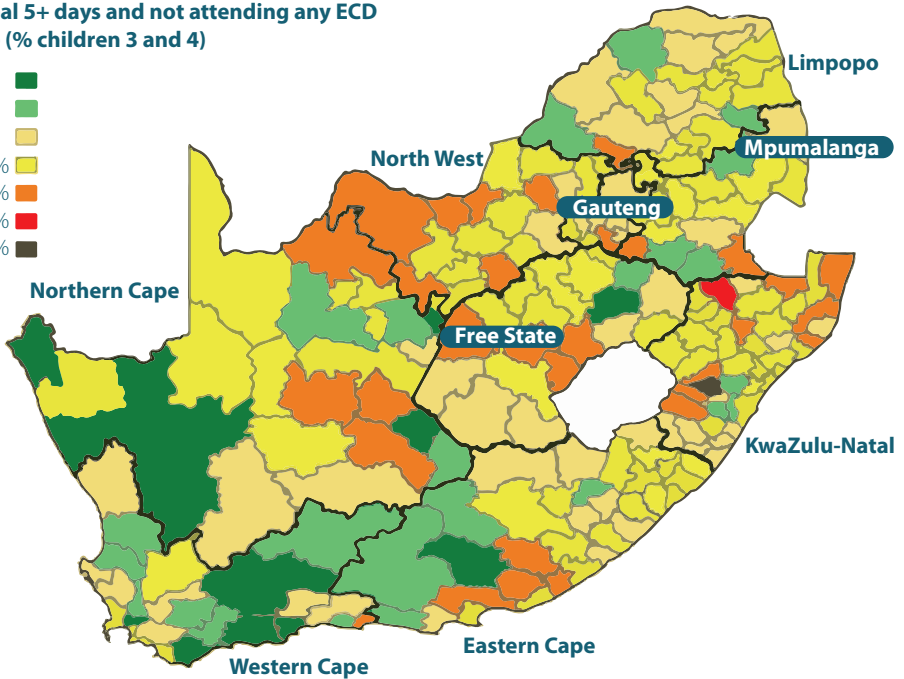 al 5+ days and not attending any ECD
(% children 3 and 4)
Limpopo
Mpumalanga
North West
%
Gauteng
%
%
%
Northern Cape
Free State
KwaZulu-Natal
Eastern Cape
Western Cape